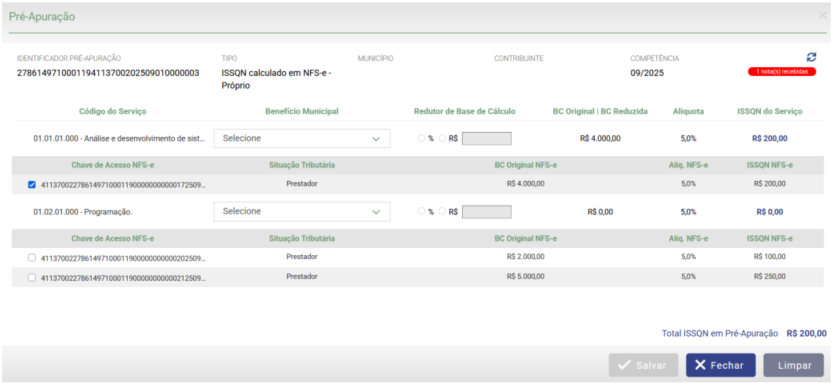 Pré-Apuração
IDENTIFICADOR PRÉ-APURAÇÃO TIPO MUNICÍPIO CONTRIBUINTE COMPETÊNCIA
27861497100011941137002025090100000003 ISSQN calculado em NFS-e - 09/2025 1 nota(s) recebidas
Próprio
Código do Serviço Benefício Municipal Redutor de Base de Cálculo BC Original | BC Reduzida Alíquota ISSQN do Serviço
01.01.01.000 - Análise e desenvolvimento de sist... Selecione % R$ R$ 4.000,00 5,0% R$ 200,00
Chave de Acesso NFS-e Situação Tributária BC Original NFS-e Alíq. NFS-e ISSQN NFS-e
Prestador R$ 4.000,00 5,0% R$ 200,00
01.02.01.000 - Programação. Selecione % R$ R$ 0,00 5,0% R$ 0,00
Chave de Acesso NFS-e Situação Tributária BC Original NFS-e Alíq. NFS-e ISSQN NFS-e
Prestador R$ 2.000,00 5,0% R$ 100,00
Prestador R$ 5.000,00 5,0% R$ 250,00
Total ISSQN em Pré-Apuração R$ 200,00
Salvar Fechar Limpar